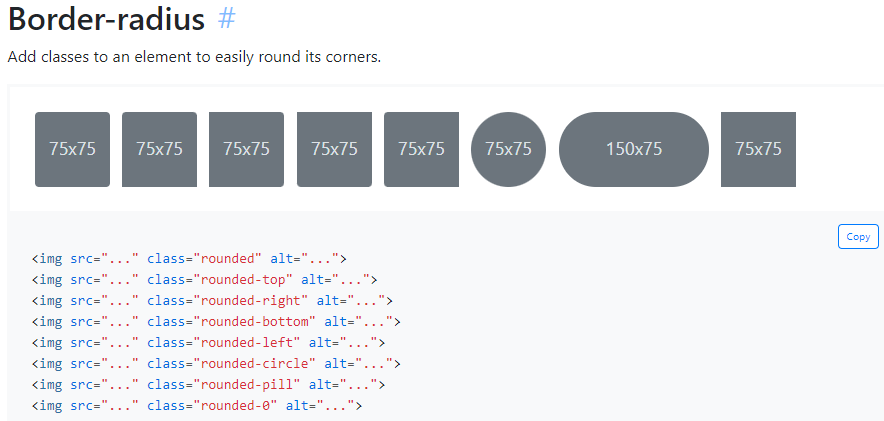 Border-radius #
Add classes to an element to easily round its corners.
75x75 75x75 75x75 75x75 75x75 75x75 150x75 75x75
Copy
<img src="..." class="rounded" alt="...">
<img src="..." class="rounded-top" alt="...">
<img src="..." class="rounded-right" alt="...">
<img src="..." class="rounded-bottom" alt="...">
<img src="..." class="rounded-left" alt="...">
<img src="..." class="rounded-circle" alt="...">
<img src="..." class="rounded-pill" alt="...">
<img src="..." class="rounded-0" alt="...">